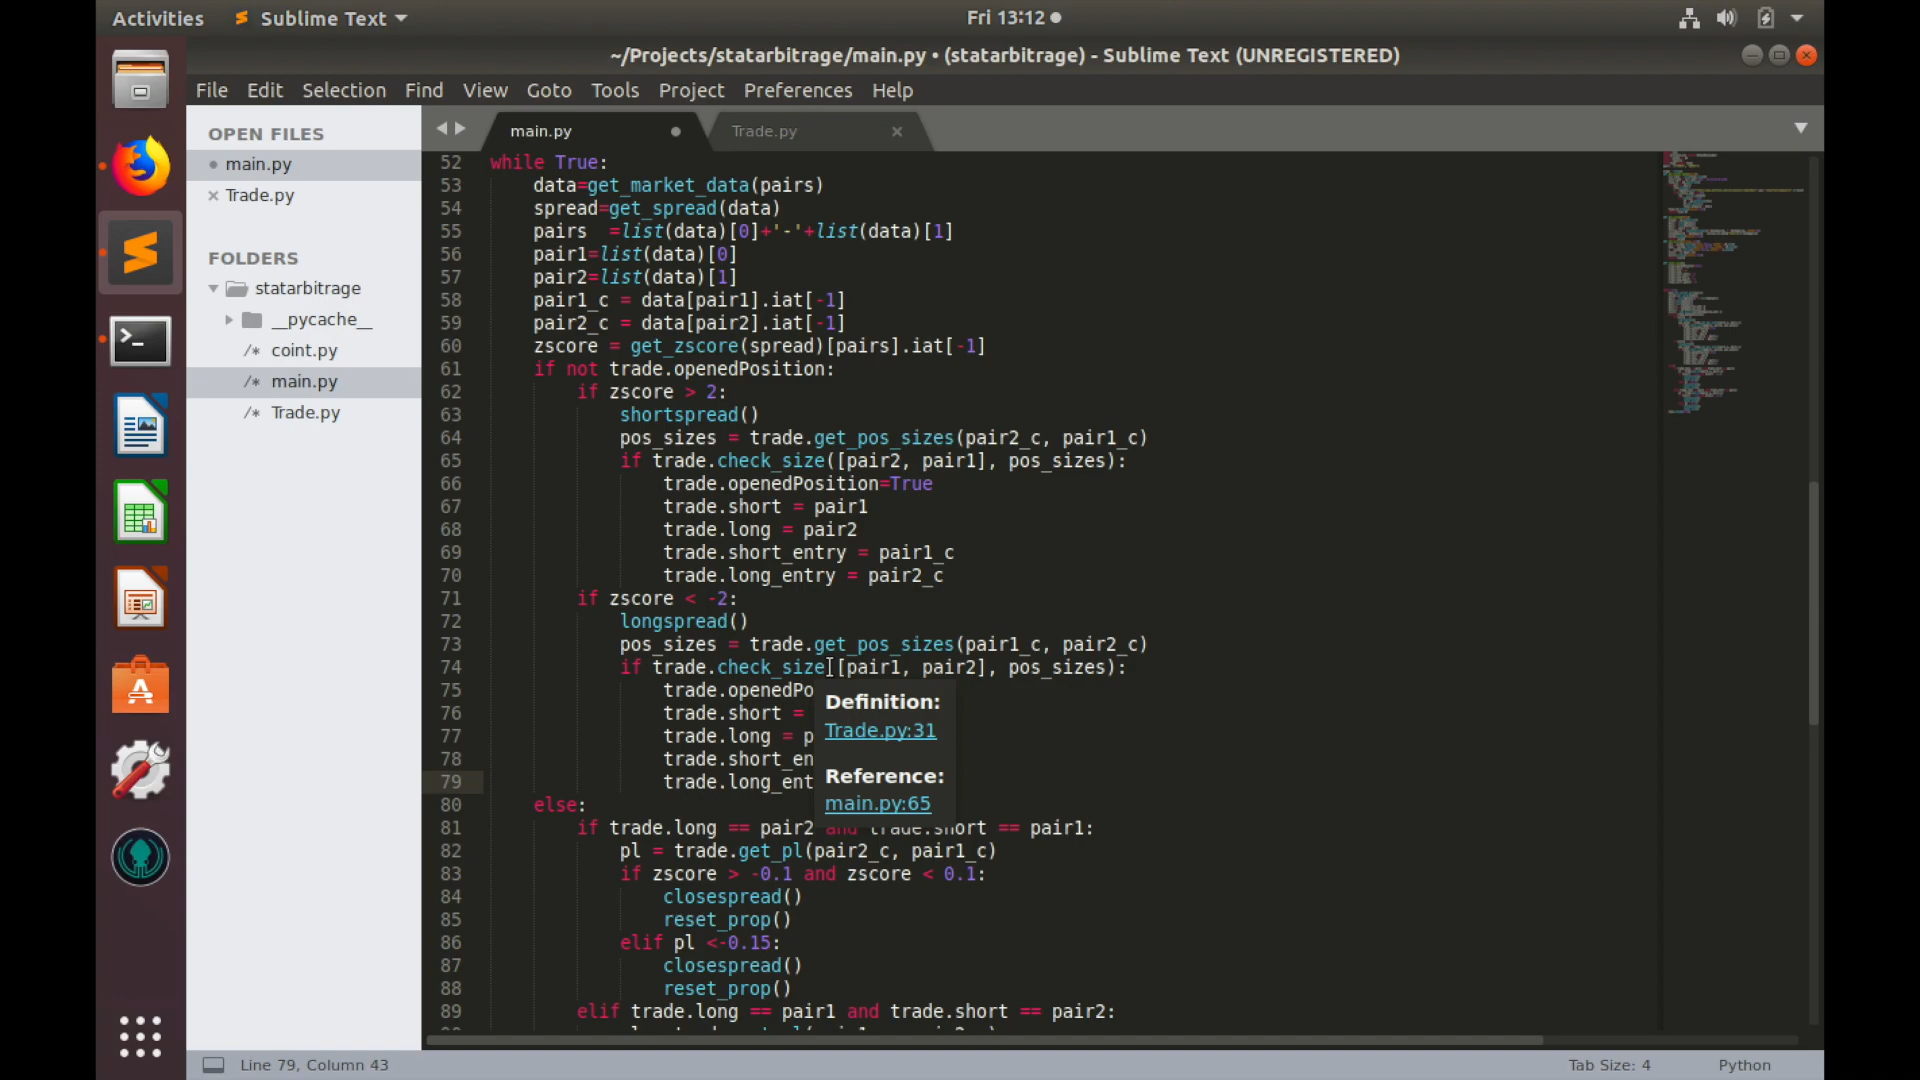 Activities
Sublime Text
Fri 13:12
~/Projects/statarbitrage/main.py • (statarbitrage) - Sublime Text (UNREGISTERED)
File Edit Selection View Goto Tools Project Preferences Help
OPEN FILES
main.py
Trade.py
FOLDERS
statarbitrage
__pycache__
/* coint.py
/* main.py
/* Trade.py
main.py
Trade.py
52 while True:
53     data=get_market_data(pairs)
54     spread=get_spread(data)
55     pairs  =list(data)[0]+'-'+list(data)[1]
56     pair1=list(data)[0]
57     pair2=list(data)[1]
58     pair1_c = data[pair1].iat[-1]
59     pair2_c = data[pair2].iat[-1]
60     zscore = get_zscore(spread)[pairs].iat[-1]
61     if not trade.openedPosition:
62         if zscore > 2:
63             shortspread()
64             pos_sizes = trade.get_pos_sizes(pair2_c, pair1_c)
65             if trade.check_size([pair2, pair1], pos_sizes):
66                 trade.openedPosition=True
67                 trade.short = pair1
68                 trade.long = pair2
69                 trade.short_entry = pair1_c
70                 trade.long_entry = pair2_c
71         if zscore < -2:
72             longspread()
73             pos_sizes = trade.get_pos_sizes(pair1_c, pair2_c)
74             if trade.check_size([pair1, pair2], pos_sizes):
75                 trade.openedPo
76                 trade.short =
77                 trade.long = p
78                 trade.short_en
79                 trade.long_ent
Definition:
Trade.py:31
Reference:
main.py:65
80     else:
81         if trade.long == pair2 and trade.short == pair1:
82             pl = trade.get_pl(pair2_c, pair1_c)
83             if zscore > -0.1 and zscore < 0.1:
84                 closespread()
85                 reset_prop()
86             elif pl <-0.15:
87                 closespread()
88                 reset_prop()
89         elif trade.long == pair1 and trade.short == pair2:
Line 79, Column 43
Tab Size: 4
Python